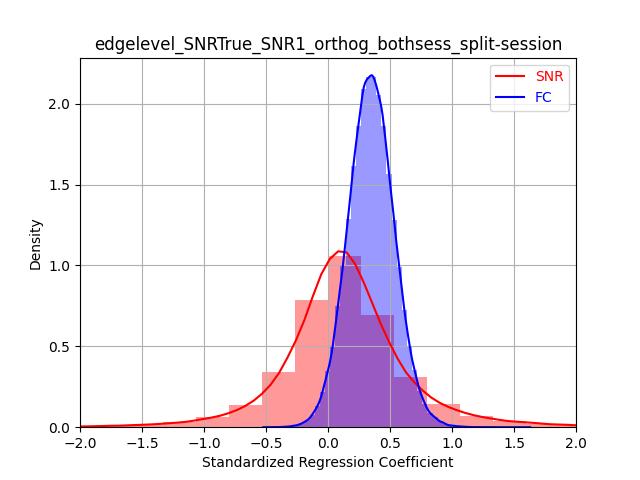 edgelevel_SNRTrue_SNR1_orthog_bothsess_split-session
SNR
FC
Density
2.0
1.5
1.0
0.5
0.0
−2.0 −1.5 −1.0 −0.5 0.0 0.5 1.0 1.5 2.0
Standardized Regression Coefficient